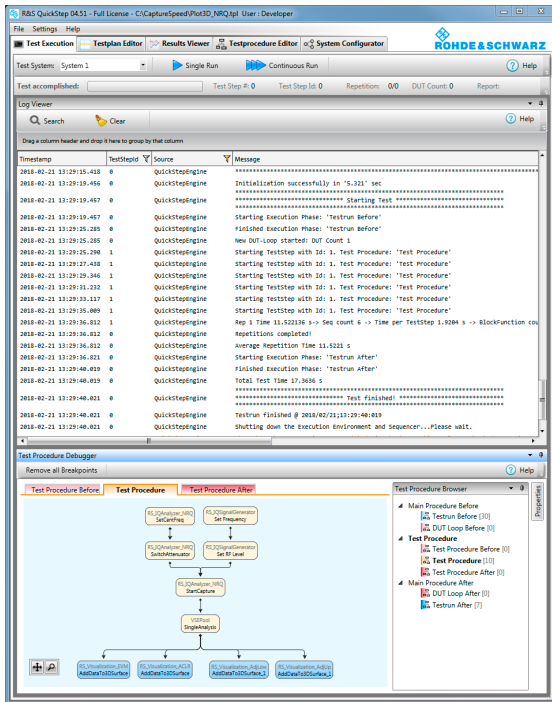 R&S QuickStep 04.51 - Full License - C:\CaptureSpeed\Plot3D_NRQ.tpl User : Developer
File Settings Help
Test Execution Testplan Editor Results Viewer Testprocedure Editor System Configurator
ROHDE&SCHWARZ
Test System: System 1 Single Run Continuous Run Help
Test accomplished: Test Step #: 0 Test Step Id: 0 Repetition: 0/0 DUT Count: 0 Report:
Log Viewer
Search Clear Help
Drag a column header and drop it here to group by that column
Timestamp TestStepId Source Message
2018-02-21 13:29:15.418 0 QuickStepEngine ****************************************************************************
2018-02-21 13:29:19.456 0 QuickStepEngine Initialization successfully in '5.321' sec
********************************************************************
2018-02-21 13:29:19.457 0 QuickStepEngine *************************** Starting Test ***************************
********************************************************************
2018-02-21 13:29:19.457 0 QuickStepEngine Starting Execution Phase: 'Testrun Before'
2018-02-21 13:29:25.285 0 QuickStepEngine Finished Execution Phase: 'Testrun Before'
2018-02-21 13:29:25.285 0 QuickStepEngine New DUT-Loop started: DUT Count 1
2018-02-21 13:29:25.290 1 QuickStepEngine Starting TestStep with Id: 1. Test Procedure: 'Test Procedure'
2018-02-21 13:29:27.438 1 QuickStepEngine Starting TestStep with Id: 1. Test Procedure: 'Test Procedure'
2018-02-21 13:29:29.346 1 QuickStepEngine Starting TestStep with Id: 1. Test Procedure: 'Test Procedure'
2018-02-21 13:29:31.232 1 QuickStepEngine Starting TestStep with Id: 1. Test Procedure: 'Test Procedure'
2018-02-21 13:29:33.117 1 QuickStepEngine Starting TestStep with Id: 1. Test Procedure: 'Test Procedure'
2018-02-21 13:29:35.009 1 QuickStepEngine Starting TestStep with Id: 1. Test Procedure: 'Test Procedure'
2018-02-21 13:29:36.812 1 QuickStepEngine Rep 1 Time 11.522136 s-> Seq count 6 -> Time per TestStep 1.9204 s -> BlockFunction cou
2018-02-21 13:29:36.812 0 QuickStepEngine Repetitions completed!
2018-02-21 13:29:36.812 0 QuickStepEngine Average Repetition Time 11.5221 s
2018-02-21 13:29:36.821 0 QuickStepEngine Starting Execution Phase: 'Testrun After'
2018-02-21 13:29:40.019 0 QuickStepEngine Finished Execution Phase: 'Testrun After'
2018-02-21 13:29:40.019 0 QuickStepEngine Total Test Time 17.3636 s
********************************************************************
2018-02-21 13:29:40.021 0 QuickStepEngine *************************** Test finished! **************************
********************************************************************
2018-02-21 13:29:40.021 0 QuickStepEngine Testrun finished @ 2018/02/21;13:29:40:019
2018-02-21 13:29:40.021 0 QuickStepEngine Shutting down the Execution Environment and Sequencer...Please wait.
Test Procedure Debugger
Remove all Breakpoints Help
Test Procedure Before Test Procedure Test Procedure After
RS_IQAnalyzer_NRQ
SetCentFreq
RS_IQSignalGenerator
Set Frequency
RS_IQAnalyzer_NRQ
SwitchAttenuator
RS_IQSignalGenerator
Set RF Level
RS_IQAnalyzer_NRQ
StartCapture
VSEPool
SingleAnalysis
RS_Visualization_EVM
AddDataTo3DSurface
RS_Visualization_ACLR
AddDataTo3DSurface
RS_Visualization_AdjLow
AddDataTo3DSurface_1
RS_Visualization_AdjUp
AddDataTo3DSurface_1
Test Procedure Browser
Main Procedure Before
Testrun Before [30]
DUT Loop Before [0]
Test Procedure
Test Procedure Before [0]
Test Procedure [10]
Test Procedure After [0]
Main Procedure After
DUT Loop After [0]
Testrun After [7]
Properties